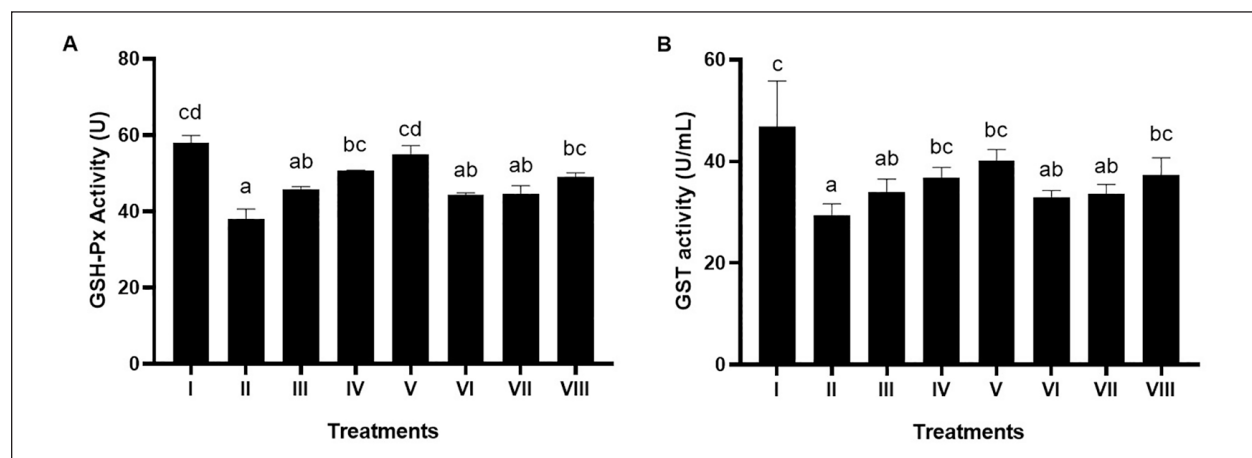 A
GSH-Px Activity (U)
80
60
40
20
0
cd
a
ab
bc
cd
ab
ab
bc
I II III IV V VI VII VIII
Treatments
B
GST activity (U/mL)
60
40
20
0
c
a
ab
bc
bc
ab
ab
bc
I II III IV V VI VII VIII
Treatments